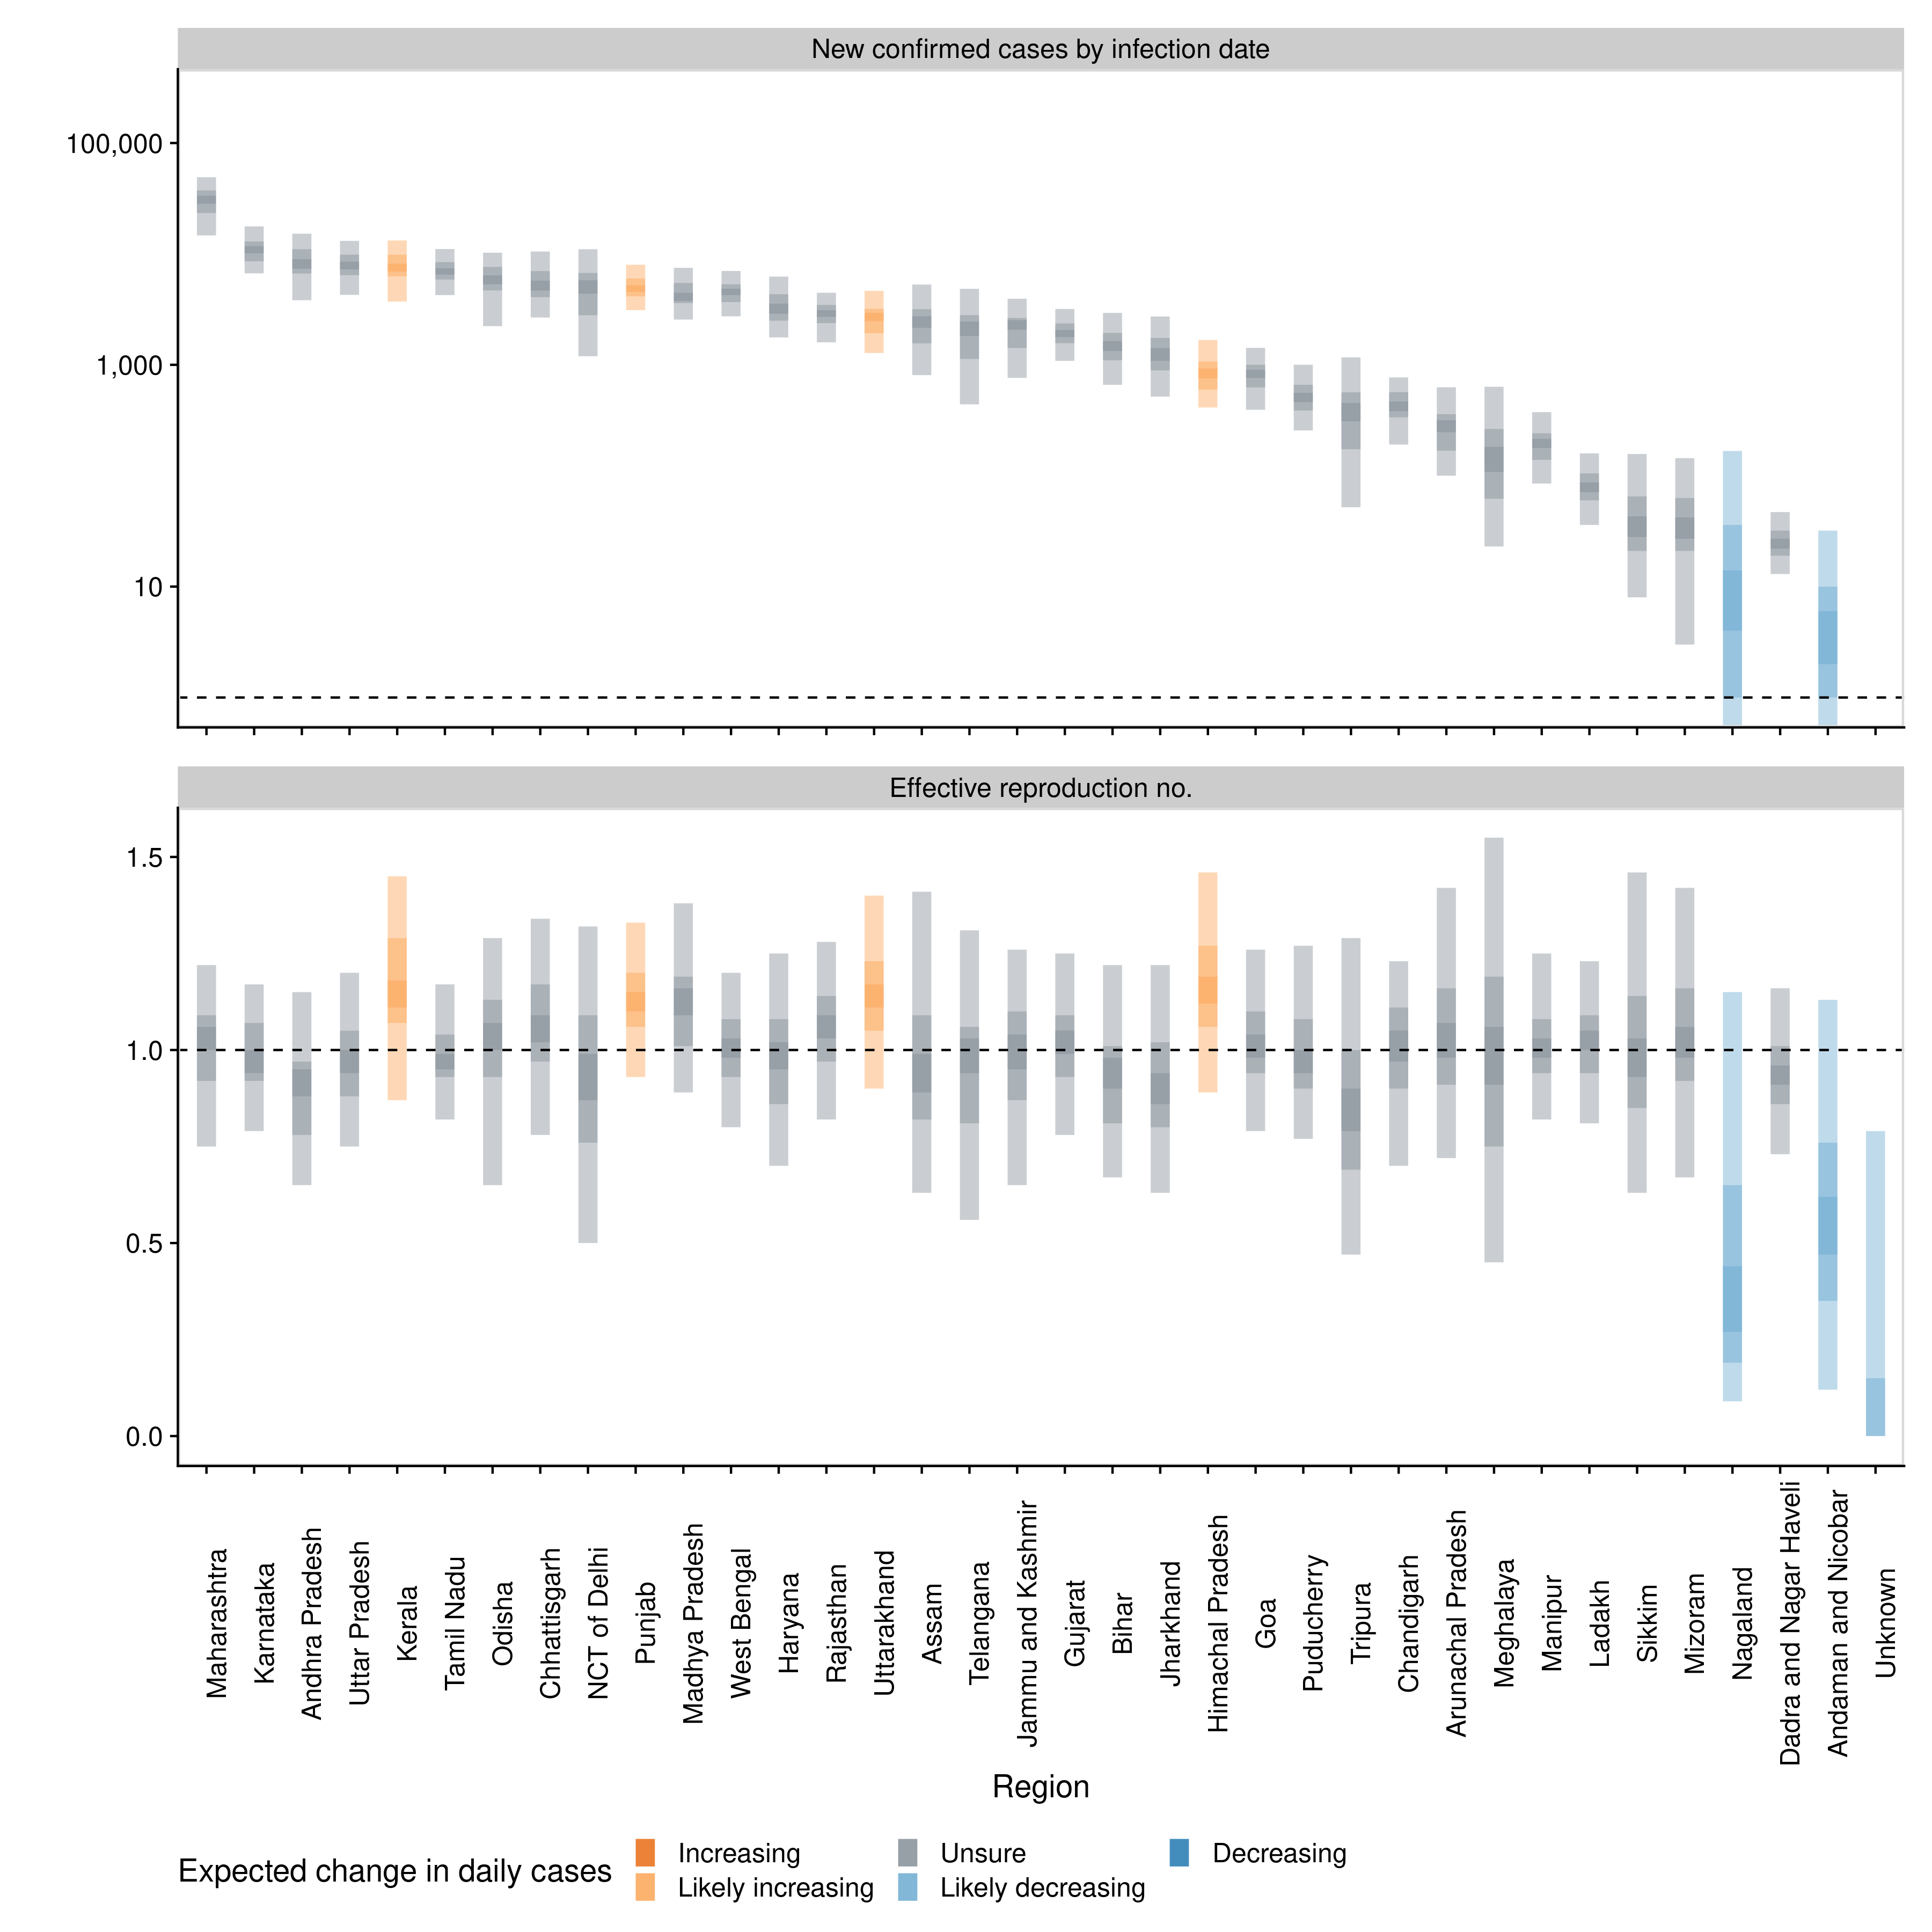 New confirmed cases by infection date
100,000
1,000
10
Effective reproduction no.
1.5
1.0
0.5
0.0
Maharashtra
Karnataka
Andhra Pradesh
Uttar Pradesh
Kerala
Tamil Nadu
Odisha
Chhattisgarh
NCT of Delhi
Punjab
Madhya Pradesh
West Bengal
Haryana
Rajasthan
Uttarakhand
Assam
Telangana
Jammu and Kashmir
Gujarat
Bihar
Jharkhand
Himachal Pradesh
Goa
Puducherry
Tripura
Chandigarh
Arunachal Pradesh
Meghalaya
Manipur
Ladakh
Sikkim
Mizoram
Nagaland
Dadra and Nagar Haveli
Andaman and Nicobar
Unknown
Region
Expected change in daily cases
Increasing
Likely increasing
Unsure
Likely decreasing
Decreasing